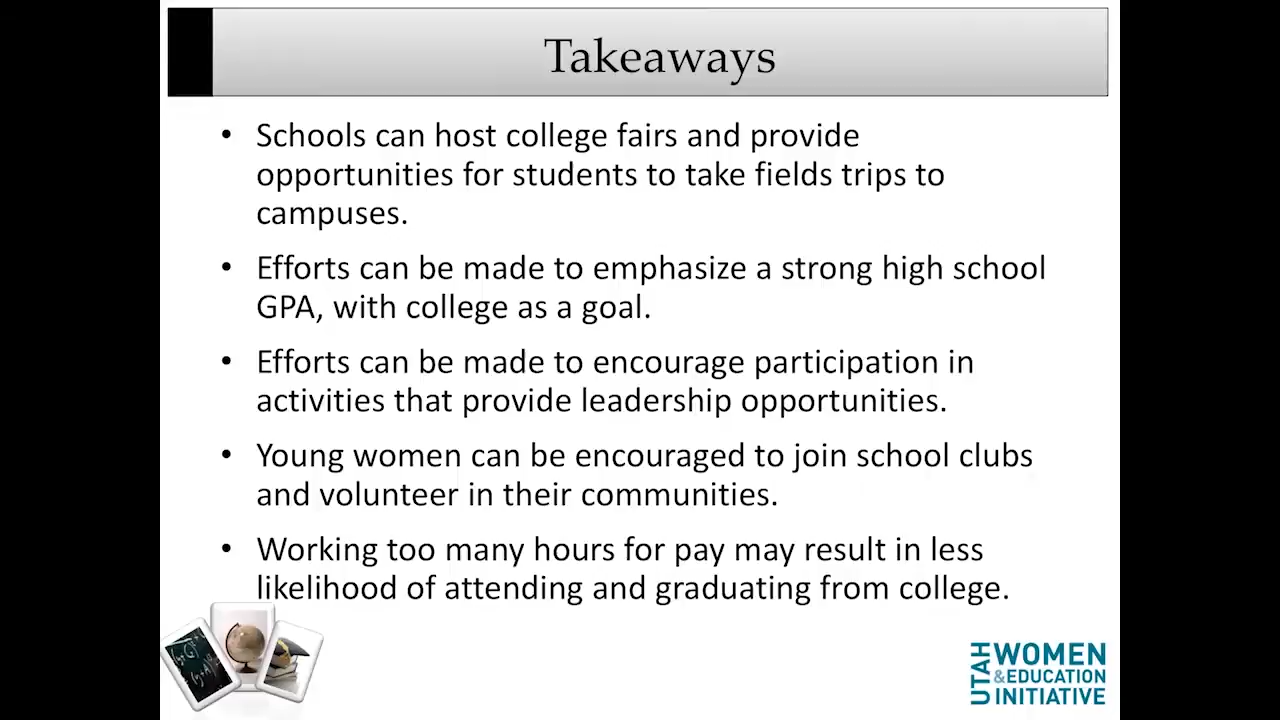 Takeaways
• Schools can host college fairs and provide
opportunities for students to take fields trips to
campuses.
• Efforts can be made to emphasize a strong high school
GPA, with college as a goal.
• Efforts can be made to encourage participation in
activities that provide leadership opportunities.
• Young women can be encouraged to join school clubs
and volunteer in their communities.
• Working too many hours for pay may result in less
likelihood of attending and graduating from college.
UTAH
WOMEN
&EDUCATION
INITIATIVE